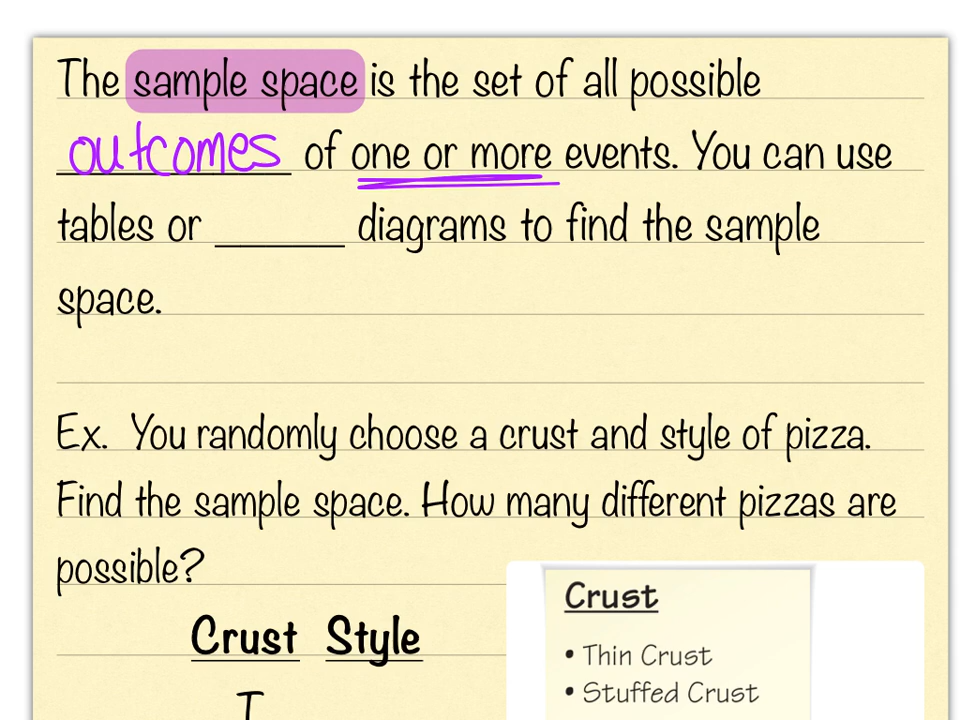 The sample space is the set of all possible
outcomes of one or more events. You can use
tables or ______ diagrams to find the sample
space.
Ex. You randomly choose a crust and style of pizza.
Find the sample space. How many different pizzas are
possible?
Crust
• Thin Crust
• Stuffed Crust
Crust Style
T